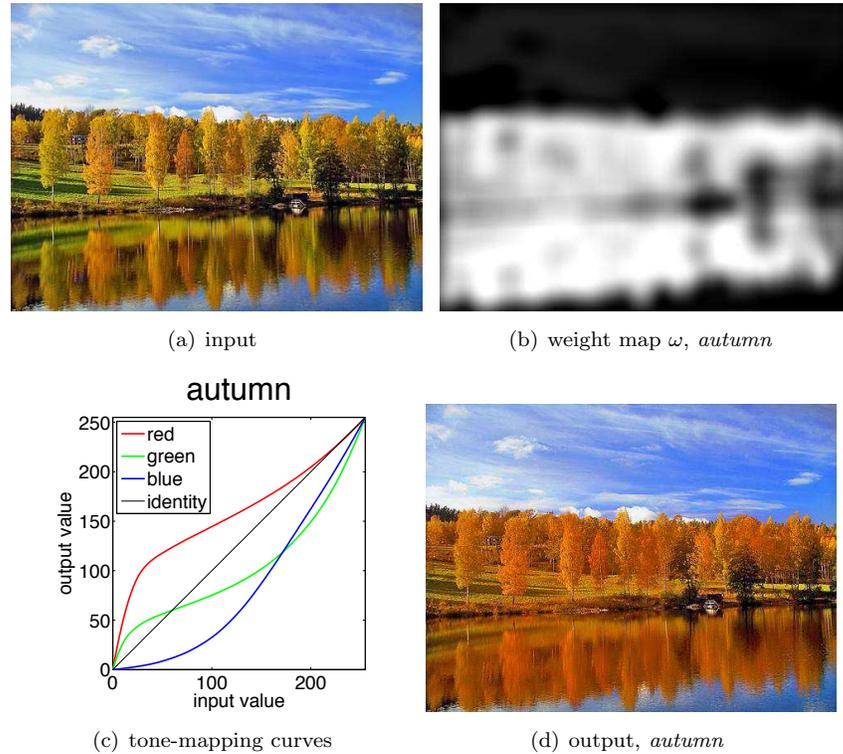 (a) input
(b) weight map ω, autumn
autumn
250
200
150
100
50
0
output value
red
green
blue
identity
0 100 200
input value
(c) tone-mapping curves
(d) output, autumn